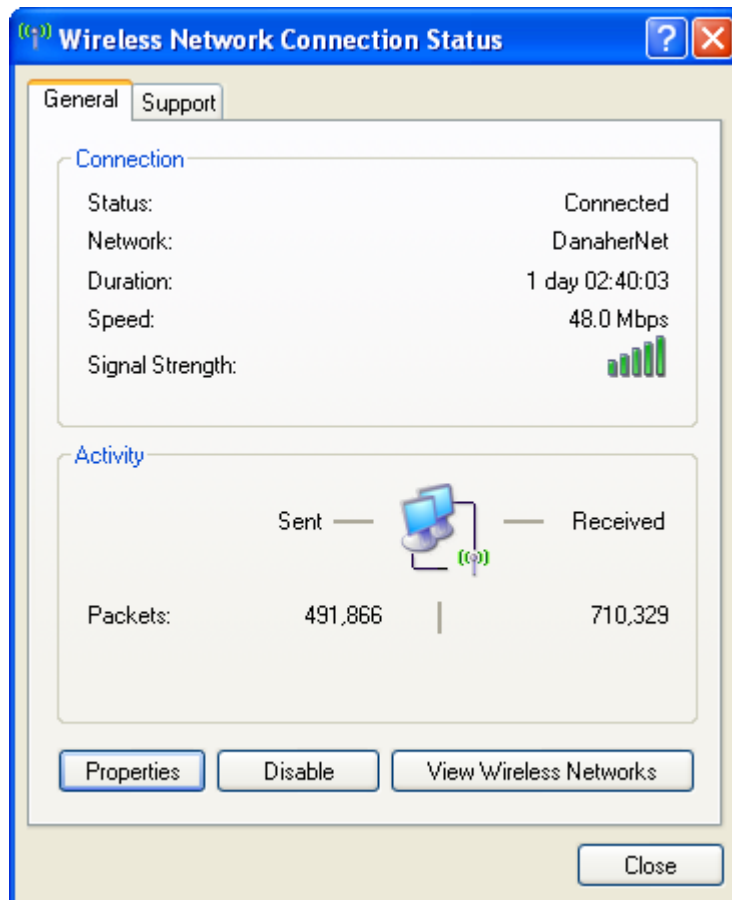 Wireless Network Connection Status
General Support
Connection
Status: Connected
Network: DanaherNet
Duration: 1 day 02:40:03
Speed: 48.0 Mbps
Signal Strength:
Activity
Sent Received
Packets: 491,866 710,329
Properties Disable View Wireless Networks
Close